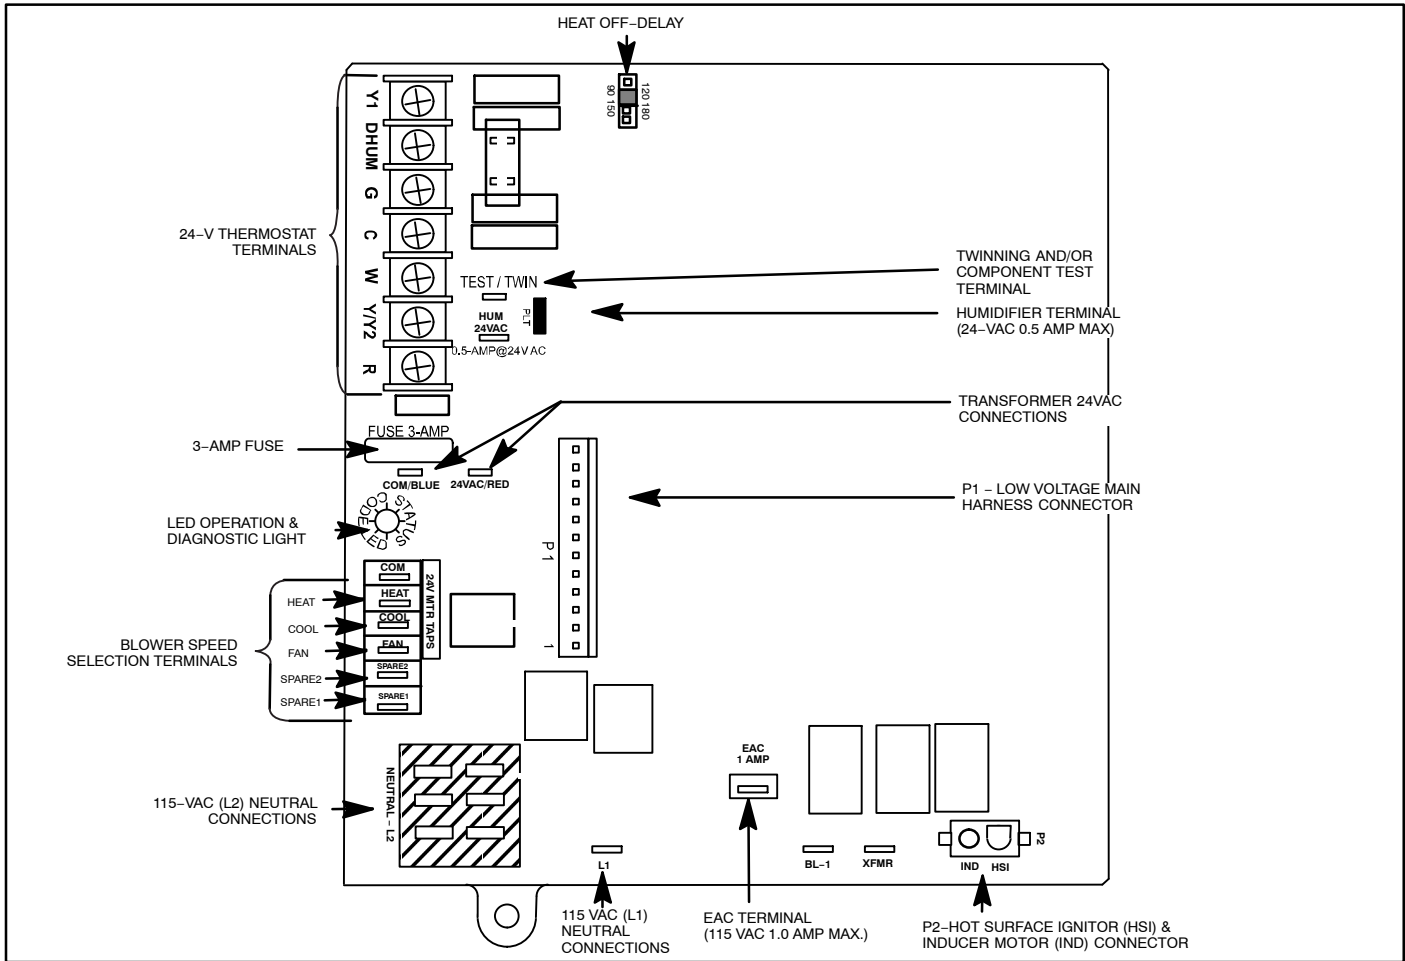 HEAT OFF-DELAY
120 180
90 150
Y1
DHUM
G
C
W
Y/Y2
R
24-V THERMOSTAT
TERMINALS
TEST / TWIN
HUM
24VAC
PLT
0.5-AMP@24VAC
TWINNING AND/OR
COMPONENT TEST
TERMINAL
HUMIDIFIER TERMINAL
(24-VAC 0.5 AMP MAX)
TRANSFORMER 24VAC
CONNECTIONS
FUSE 3-AMP
3-AMP FUSE
COM/BLUE
24VAC/RED
P1 - LOW VOLTAGE MAIN
HARNESS CONNECTOR
STATUS
CODE LED
LED OPERATION &
DIAGNOSTIC LIGHT
P 1
1
COM
HEAT
COOL
FAN
SPARE2
SPARE1
24V MTR TAPS
HEAT
COOL
FAN
SPARE2
SPARE1
BLOWER SPEED
SELECTION TERMINALS
NEUTRAL - L2
115-VAC (L2) NEUTRAL
CONNECTIONS
EAC
1 AMP
L1
BL-1
XFMR
IND
HSI
P2
115 VAC (L1)
NEUTRAL
CONNECTIONS
EAC TERMINAL
(115 VAC 1.0 AMP MAX.)
P2-HOT SURFACE IGNITOR (HSI) &
INDUCER MOTOR (IND) CONNECTOR